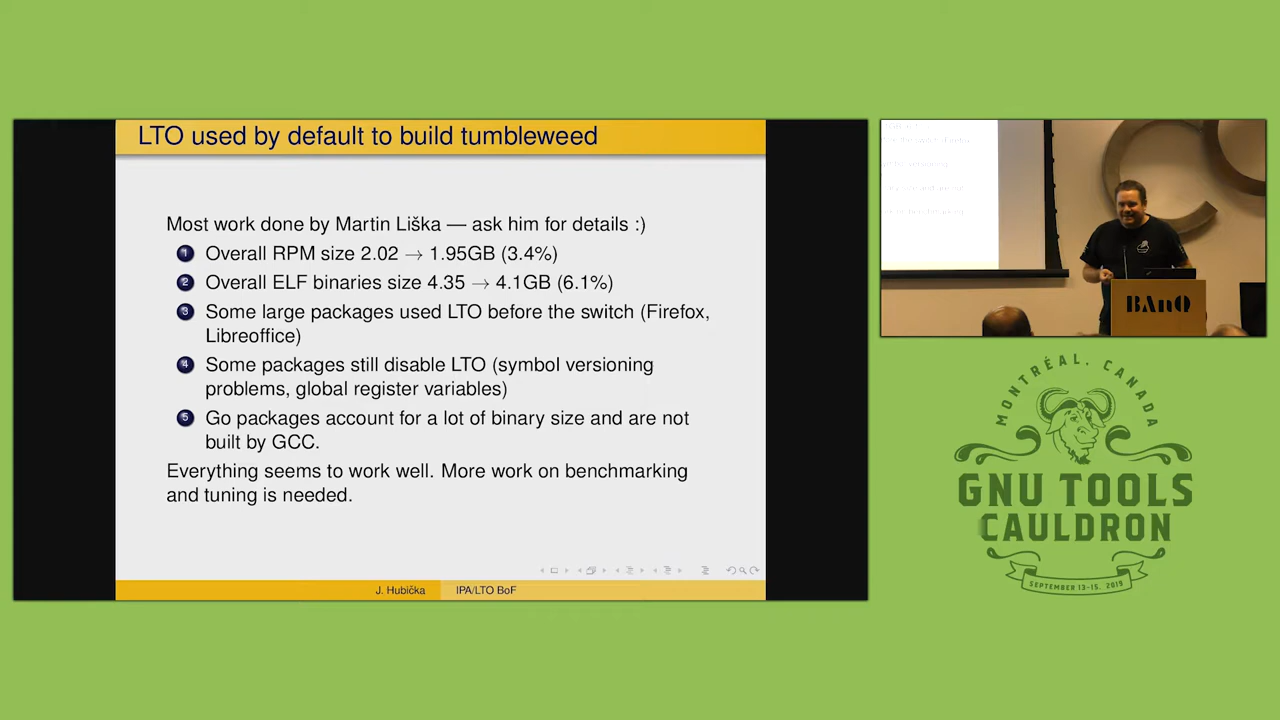 LTO used by default to build tumbleweed
Most work done by Martin Liška — ask him for details :)
1 Overall RPM size 2.02 → 1.95GB (3.4%)
2 Overall ELF binaries size 4.35 → 4.1GB (6.1%)
3 Some large packages used LTO before the switch (Firefox,
Libreoffice)
4 Some packages still disable LTO (symbol versioning
problems, global register variables)
5 Go packages account for a lot of binary size and are not
built by GCC.
Everything seems to work well. More work on benchmarking
and tuning is needed.
J. Hubička IPA/LTO BoF
BAnQ
MONTRÉAL, CANADA
GNU TOOLS
CAULDRON
SEPTEMBER 13-15, 2019